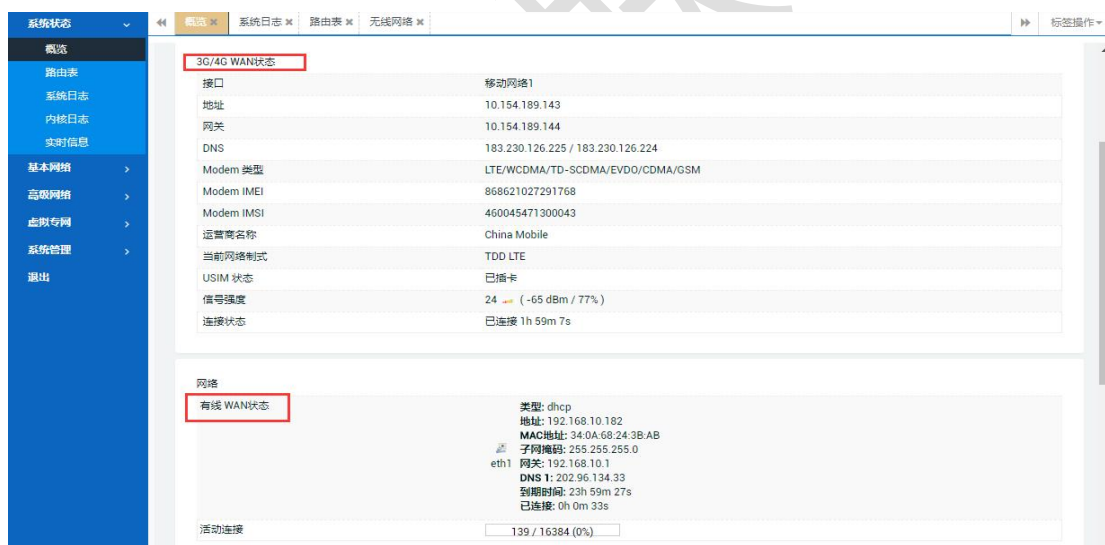 系统状态
概览
路由表
系统日志
内核日志
实时信息
基本网络
高级网络
虚拟专网
系统管理
退出
概览 系统日志 路由表 无线网络 标签操作
3G/4G WAN状态
接口 移动网络1
地址 10.154.189.143
网关 10.154.189.144
DNS 183.230.126.225 / 183.230.126.224
Modem 类型 LTE/WCDMA/TD-SCDMA/EVDO/CDMA/GSM
Modem IMEI 868621027291768
Modem IMSI 460045471300043
运营商名称 China Mobile
当前网络制式 TDD LTE
USIM 状态 已插卡
信号强度 24 ( -65 dBm / 77% )
连接状态 已连接 1h 59m 7s
网络
有线 WAN状态
类型: dhcp
地址: 192.168.10.182
MAC地址: 34:0A:68:24:3B:AB
子网掩码: 255.255.255.0
eth1 网关: 192.168.10.1
DNS 1: 202.96.134.33
到期时间: 23h 59m 27s
已连接: 0h 0m 33s
活动连接 139 / 16384 (0%)